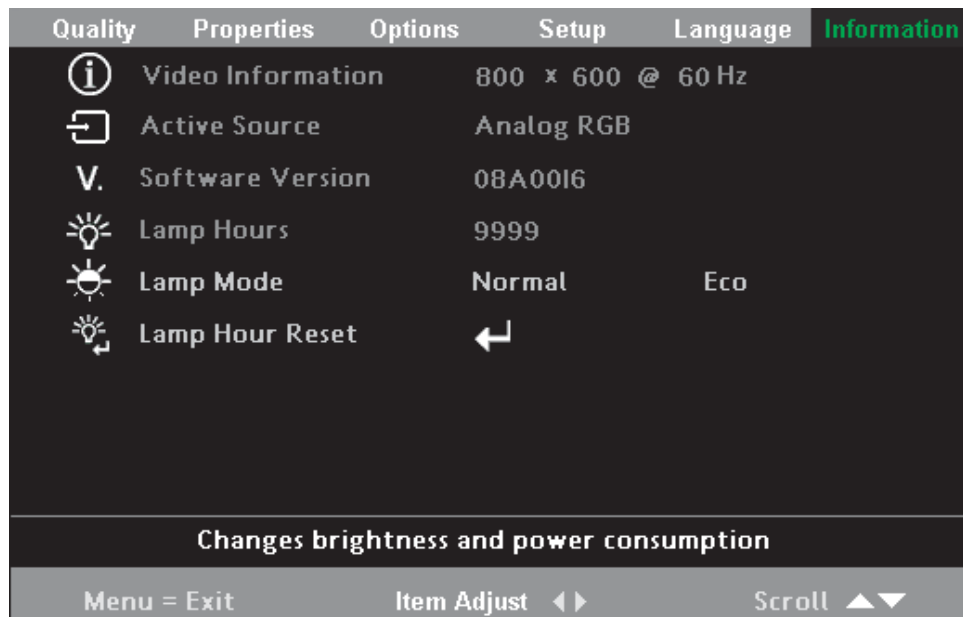 Quality Properties Options Setup Language Information
Video Information 800 x 600 @ 60 Hz
Active Source Analog RGB
V. Software Version 08A00I6
Lamp Hours 9999
Lamp Mode Normal Eco
Lamp Hour Reset
Changes brightness and power consumption
Menu = Exit Item Adjust Scroll